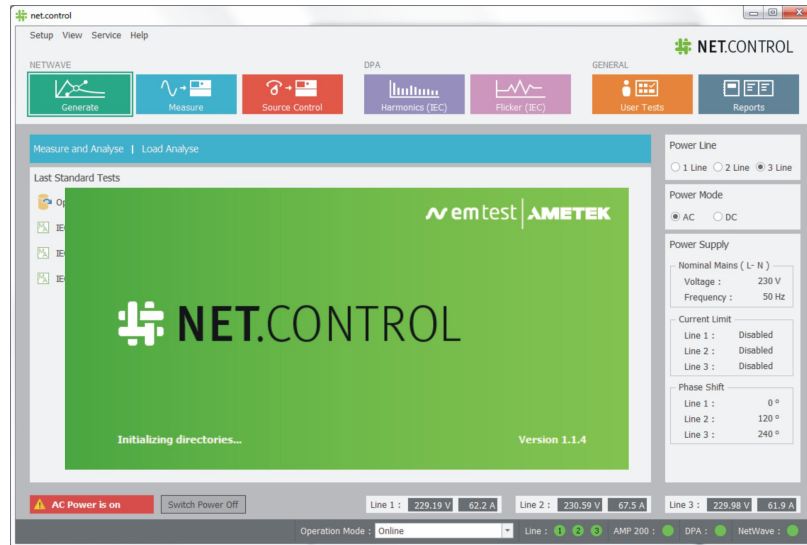 net.control
Setup View Service Help
NET.CONTROL
NETWAVE
DPA
GENERAL
Generate
Measure
Source Control
Harmonics (IEC)
Flicker (IEC)
User Tests
Reports
Measure and Analyse | Load Analyse
Last Standard Tests
Op
IE
IE
IE
emtest AMETEK
NET.CONTROL
Initializing directories...
Version 1.1.4
Power Line
1 Line 2 Line 3 Line
Power Mode
AC DC
Power Supply
Nominal Mains ( L- N )
Voltage : 230 V
Frequency : 50 Hz
Current Limit
Line 1 : Disabled
Line 2 : Disabled
Line 3 : Disabled
Phase Shift
Line 1 : 0 °
Line 2 : 120 °
Line 3 : 240 °
AC Power is on
Switch Power Off
Line 1 : 229.19 V 62.2 A
Line 2 : 230.59 V 67.5 A
Line 3 : 229.98 V 61.9 A
Operation Mode : Online
Line : 1 2 3
AMP 200 :
DPA :
NetWave :